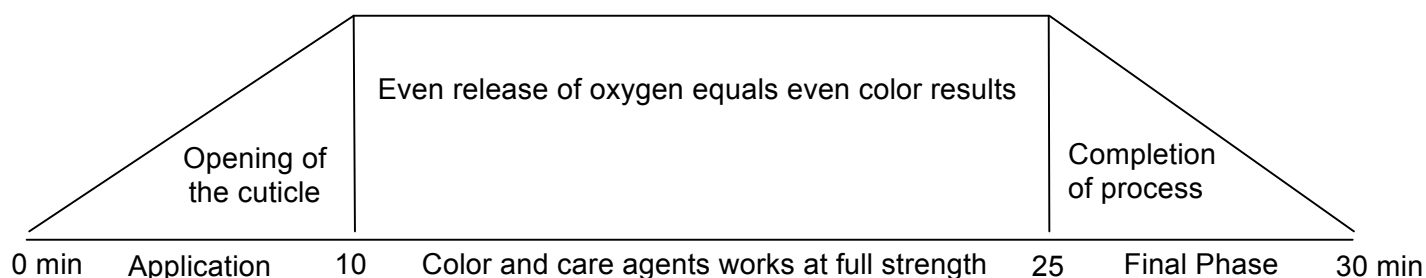 Even release of oxygen equals even color results
Opening of
the cuticle
Completion
of process
0 min Application 10 Color and care agents works at full strength 25 Final Phase 30 min